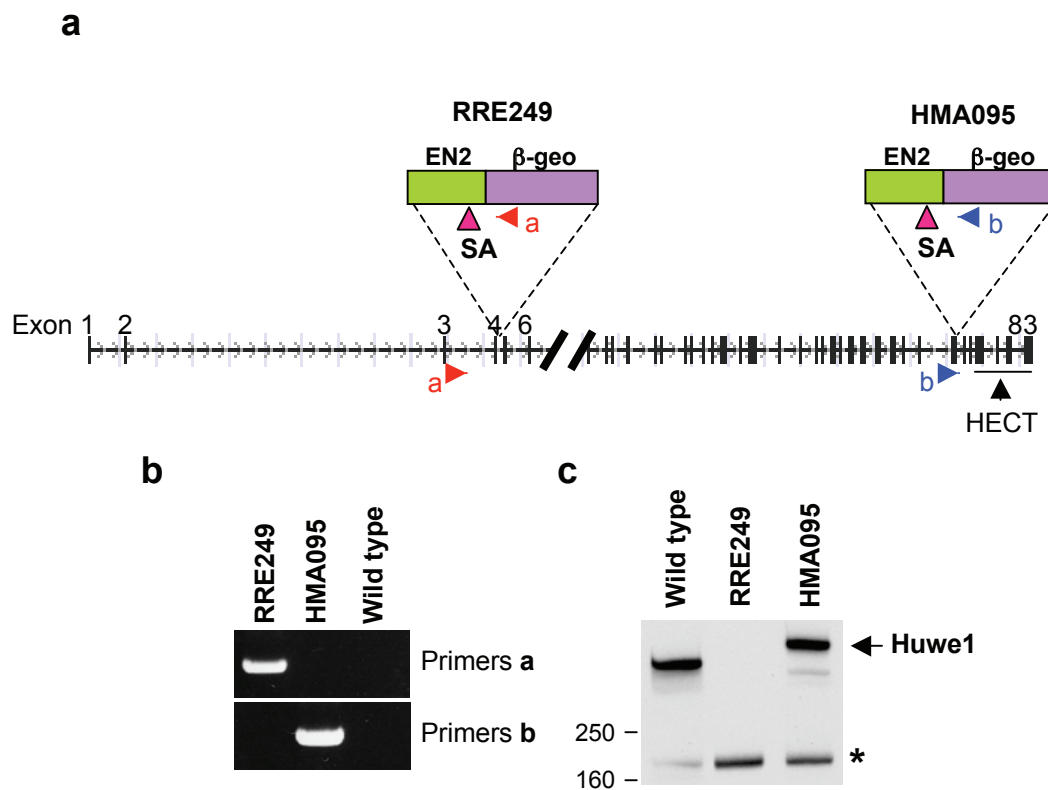 a
RRE249
HMA095
EN2 β-geo
EN2 β-geo
a
b
SA
SA
Exon 1 2 3 4 6 83
a
b
HECT
b
c
RRE249
HMA095
Wild type
Primers a
Primers b
Wild type
RRE249
HMA095
Huwe1
250
160
*